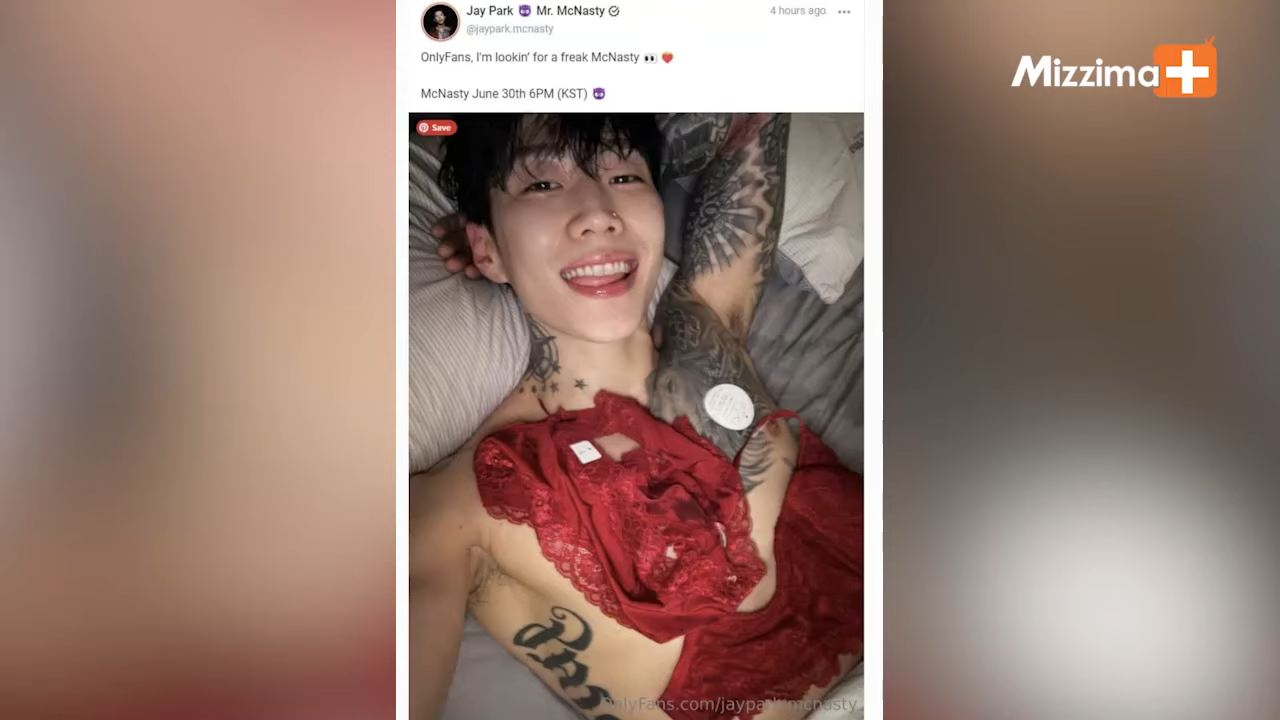 Jay Park 😈 Mr. McNasty
4 hours ago
@jaypark.mcnasty
OnlyFans, I'm lookin' for a freak McNasty 👀 ❤️‍🔥
McNasty June 30th 6PM (KST) 😈
Save
Mizzima+
OnlyFans.com/jaypark.mcnasty